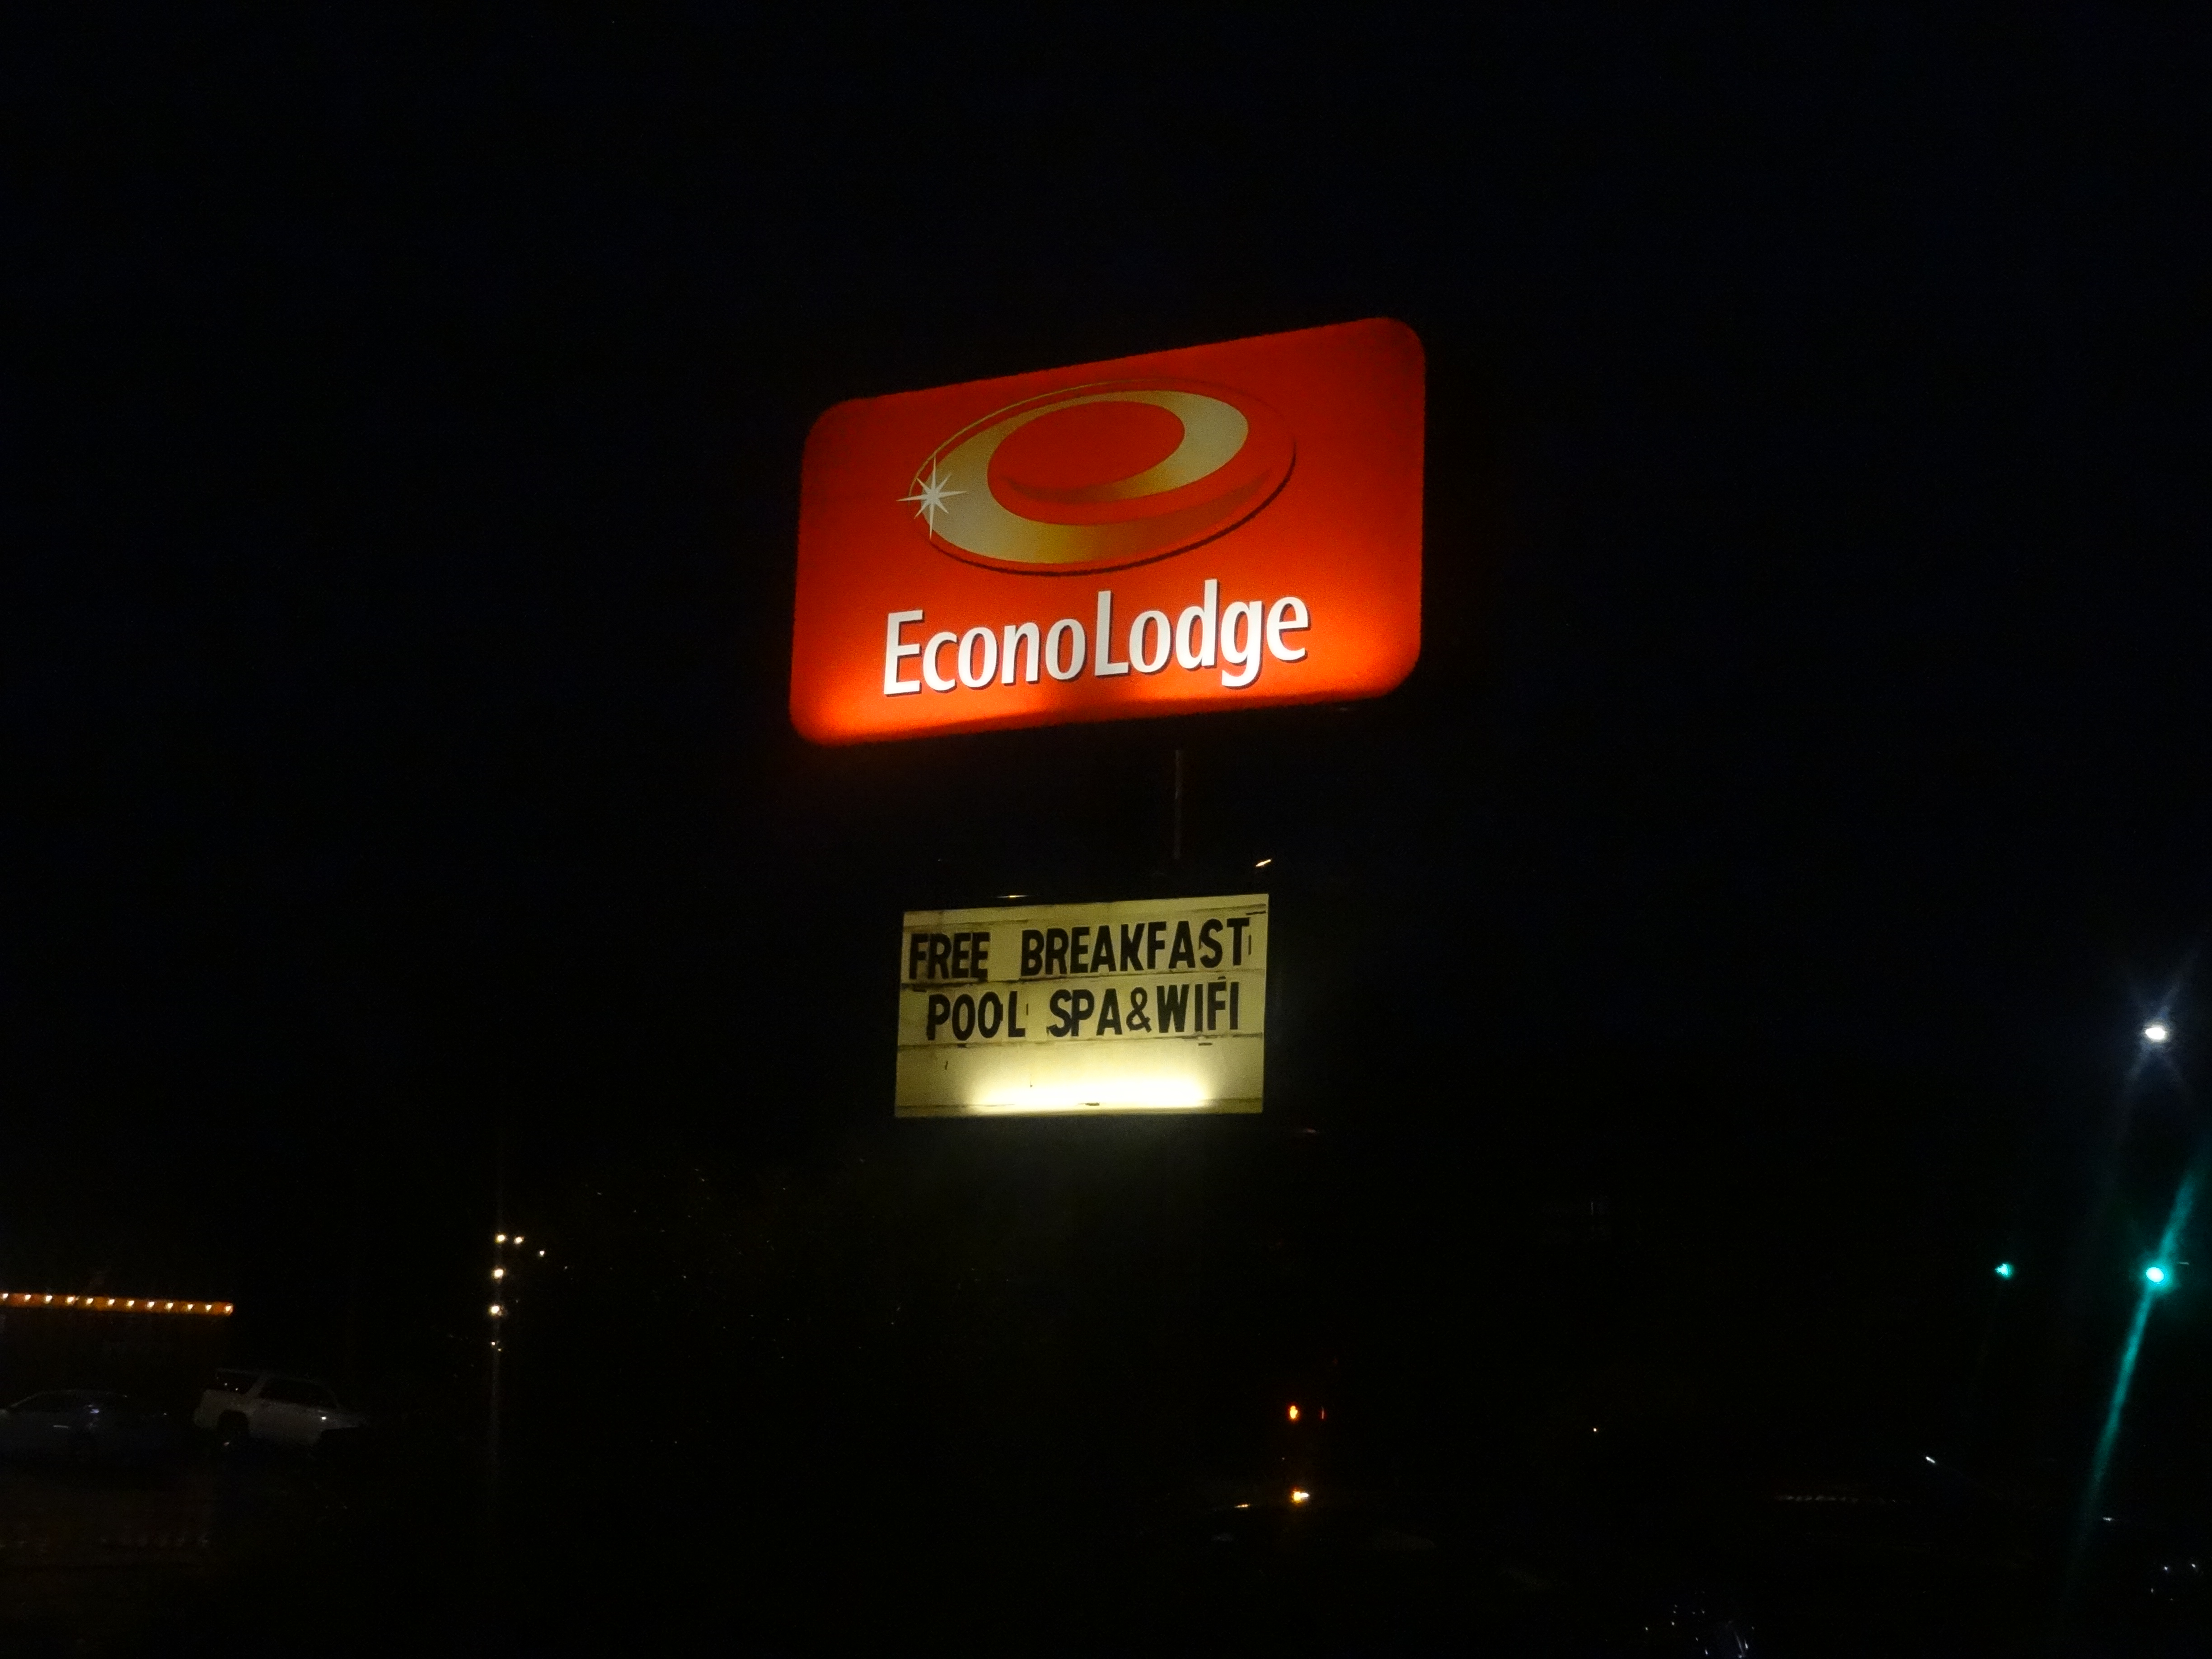 EconoLodge
FREE BREAKFAST
POOL SPA&WIFI